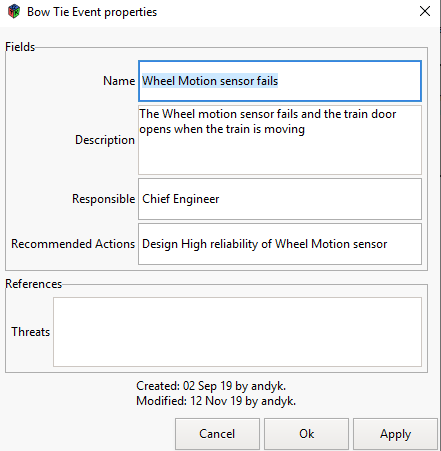 Bow Tie Event properties
Fields
Name
Wheel Motion sensor fails
Description
The Wheel motion sensor fails and the train door
opens when the train is moving
Responsible
Chief Engineer
Recommended Actions
Design High reliability of Wheel Motion sensor
References
Threats
Created: 02 Sep 19 by andyk.
Modified: 12 Nov 19 by andyk.
Cancel
Ok
Apply